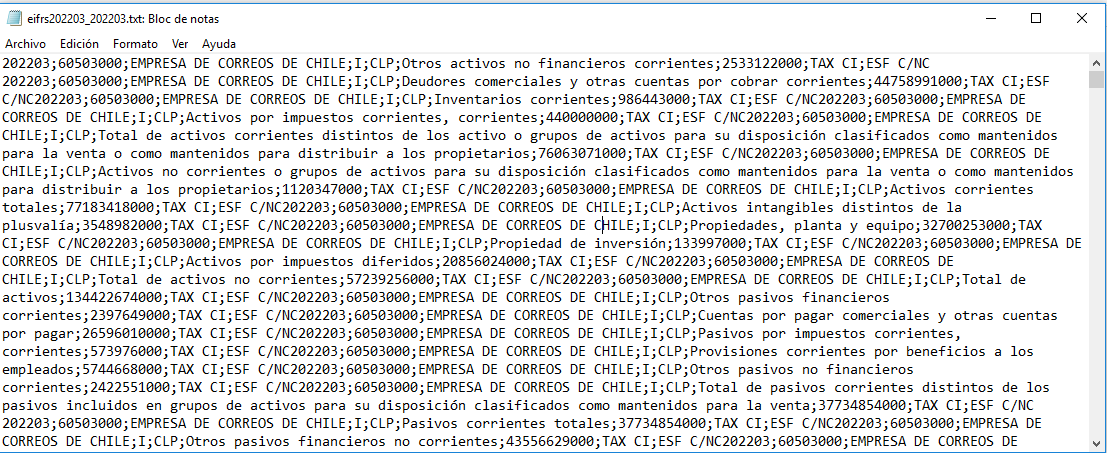 eifrs202203_202203.txt: Bloc de notas
Archivo Edición Formato Ver Ayuda
202203;60503000;EMPRESA DE CORREOS DE CHILE;I;CLP;Otros activos no financieros corrientes;2533122000;TAX CI;ESF C/NC
202203;60503000;EMPRESA DE CORREOS DE CHILE;I;CLP;Deudores comerciales y otras cuentas por cobrar corrientes;44758991000;TAX CI;ESF
C/NC202203;60503000;EMPRESA DE CORREOS DE CHILE;I;CLP;Inventarios corrientes;986443000;TAX CI;ESF C/NC202203;60503000;EMPRESA DE
CORREOS DE CHILE;I;CLP;Activos por impuestos corrientes, corrientes;440000000;TAX CI;ESF C/NC202203;60503000;EMPRESA DE CORREOS DE
CHILE;I;CLP;Total de activos corrientes distintos de los activo o grupos de activos para su disposición clasificados como mantenidos
para la venta o como mantenidos para distribuir a los propietarios;76063071000;TAX CI;ESF C/NC202203;60503000;EMPRESA DE CORREOS DE
CHILE;I;CLP;Activos no corrientes o grupos de activos para su disposición clasificados como mantenidos para la venta o como mantenidos
para distribuir a los propietarios;1120347000;TAX CI;ESF C/NC202203;60503000;EMPRESA DE CORREOS DE CHILE;I;CLP;Activos corrientes
totales;77183418000;TAX CI;ESF C/NC202203;60503000;EMPRESA DE CORREOS DE CHILE;I;CLP;Activos intangibles distintos de la
plusvalía;3548982000;TAX CI;ESF C/NC202203;60503000;EMPRESA DE CORREOS DE CHILE;I;CLP;Propiedades, planta y equipo;32700253000;TAX
CI;ESF C/NC202203;60503000;EMPRESA DE CORREOS DE CHILE;I;CLP;Propiedad de inversión;133997000;TAX CI;ESF C/NC202203;60503000;EMPRESA DE
CORREOS DE CHILE;I;CLP;Activos por impuestos diferidos;20856024000;TAX CI;ESF C/NC202203;60503000;EMPRESA DE CORREOS DE
CHILE;I;CLP;Total de activos no corrientes;57239256000;TAX CI;ESF C/NC202203;60503000;EMPRESA DE CORREOS DE CHILE;I;CLP;Total de
activos;134422674000;TAX CI;ESF C/NC202203;60503000;EMPRESA DE CORREOS DE CHILE;I;CLP;Otros pasivos financieros
corrientes;2397649000;TAX CI;ESF C/NC202203;60503000;EMPRESA DE CORREOS DE CHILE;I;CLP;Cuentas por pagar comerciales y otras cuentas
por pagar;26596010000;TAX CI;ESF C/NC202203;60503000;EMPRESA DE CORREOS DE CHILE;I;CLP;Pasivos por impuestos corrientes,
corrientes;573976000;TAX CI;ESF C/NC202203;60503000;EMPRESA DE CORREOS DE CHILE;I;CLP;Provisiones corrientes por beneficios a los
empleados;5744668000;TAX CI;ESF C/NC202203;60503000;EMPRESA DE CORREOS DE CHILE;I;CLP;Otros pasivos no financieros
corrientes;2422551000;TAX CI;ESF C/NC202203;60503000;EMPRESA DE CORREOS DE CHILE;I;CLP;Total de pasivos corrientes distintos de los
pasivos incluidos en grupos de activos para su disposición clasificados como mantenidos para la venta;37734854000;TAX CI;ESF C/NC
202203;60503000;EMPRESA DE CORREOS DE CHILE;I;CLP;Pasivos corrientes totales;37734854000;TAX CI;ESF C/NC202203;60503000;EMPRESA DE
CORREOS DE CHILE;I;CLP;Otros pasivos financieros no corrientes;43556629000;TAX CI;ESF C/NC202203;60503000;EMPRESA DE CORREOS DE